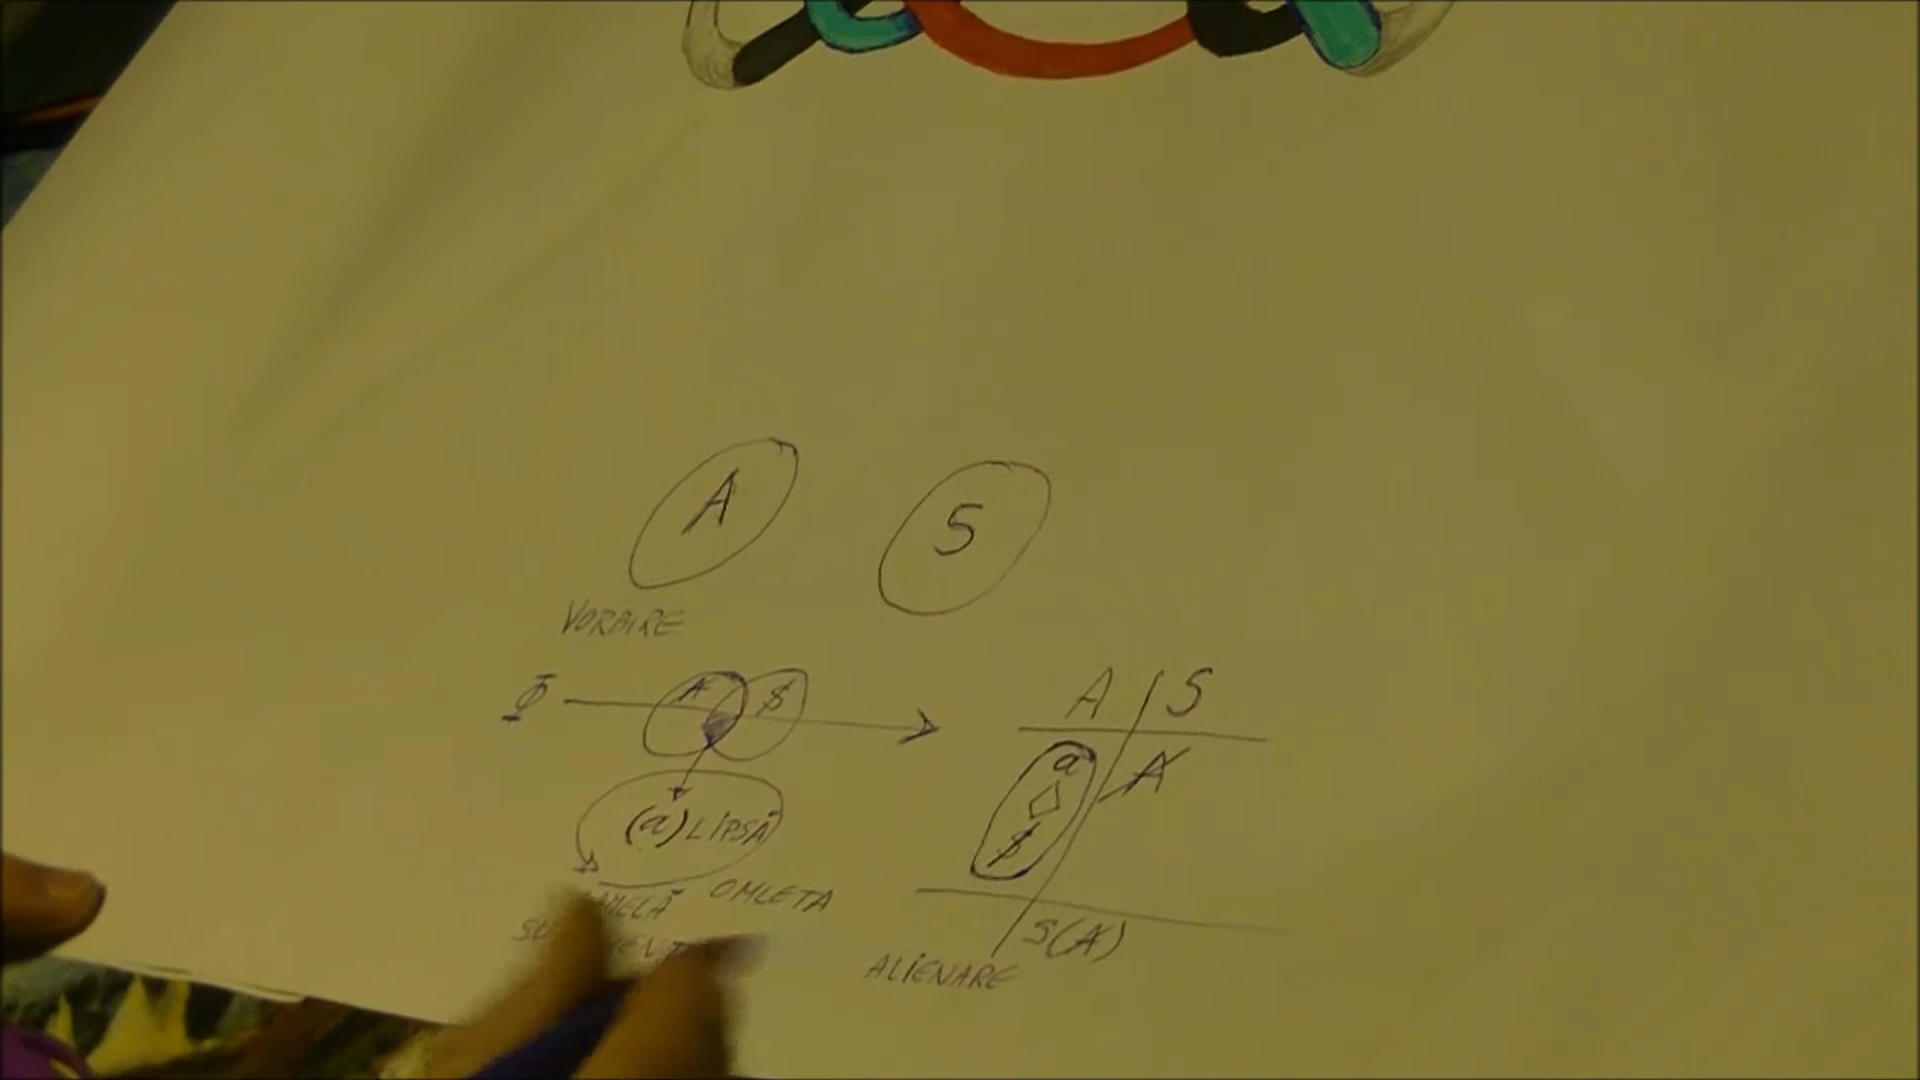 A S
VORBIRE
Φ A $
A S
a Ⱥ
◊
(a) LIPSĂ
$
OMLETA
S(Ⱥ)
ALIENARE